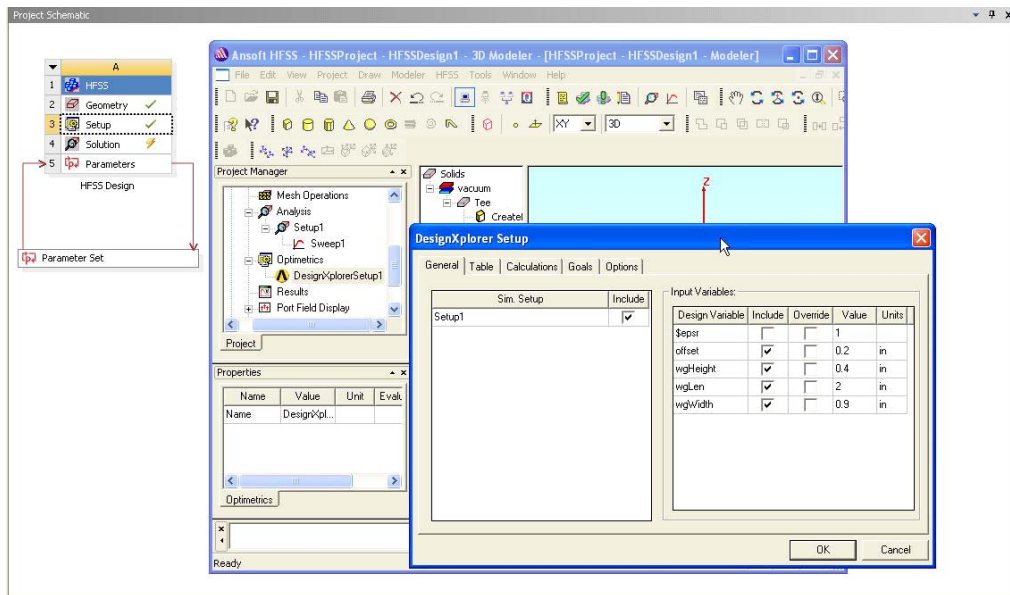 Project Schematic
A
1 HFSS
2 Geometry
3 Setup
4 Solution
5 Parameters
HFSS Design
Parameter Set
Ansoft HFSS - HFSSProject - HFSSDesign1 - 3D Modeler - [HFSSProject - HFSSDesign1 - Modeler]
File Edit View Project Draw Modeler HFSS Tools Window Help
XY 3D
Project Manager
Mesh Operations
Analysis
Setup1
Sweep1
Optimetrics
DesignXplorerSetup1
Results
Port Field Display
Project
Solids
vacuum
Tee
Z
Properties
Name Value Unit
Name DesignXpl...
Optimetrics
Ready
DesignXplorer Setup
General Table Calculations Goals Options
Sim. Setup Include
Setup1
Input Variables:
Design Variable Include Override Value Units
$epsr 1
offset 0.2 in
wgHeight 0.4 in
wgLen 2 in
wgWidth 0.9 in
OK Cancel